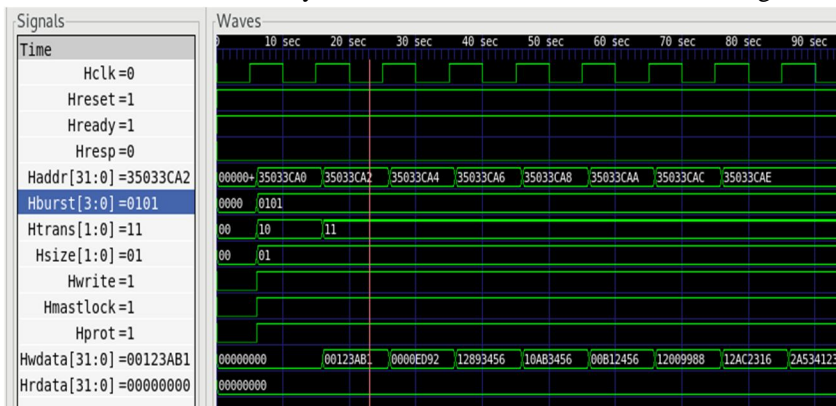 Signals
Waves
Time
10 sec 20 sec 30 sec 40 sec 50 sec 60 sec 70 sec 80 sec 90 sec
Hclk=0
Hreset=1
Hready=1
Hresp=0
Haddr[31:0]=35033CA2 00000+ 35033CA0 35033CA2 35033CA4 35033CA6 35033CA8 35033CAA 35033CAC 35033CAE
Hburst[3:0]=0101 0000 0101
Htrans[1:0]=11 00 10 11
Hsize[1:0]=01 00 01
Hwrite=1
Hmastlock=1
Hprot=1
Hwdata[31:0]=00123AB1 00000000 00123AB1 0000ED92 12893456 10AB3456 00B12456 12009988 12AC2316 2A534123
Hrdata[31:0]=00000000 00000000